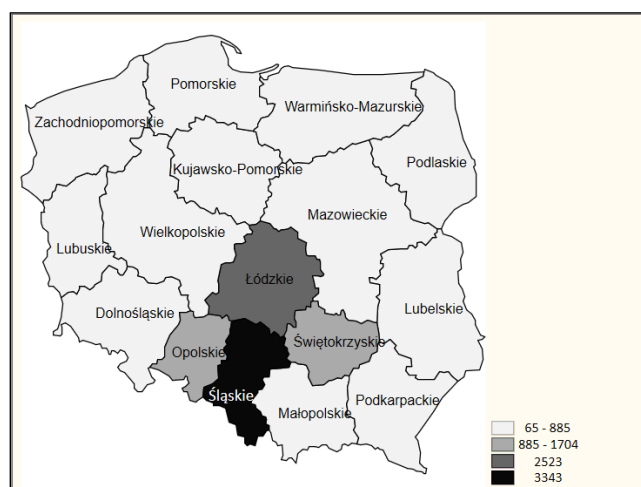 Pomorskie
Warmińsko-Mazurskie
Zachodniopomorskie
Podlaskie
Kujawsko-Pomorskie
Mazowieckie
Wielkopolskie
Lubuskie
Łódzkie
Lubelskie
Dolnośląskie
Świętokrzyskie
Opolskie
Śląskie
Podkarpackie
Małopolskie
65 - 885
885 - 1704
2523
3343